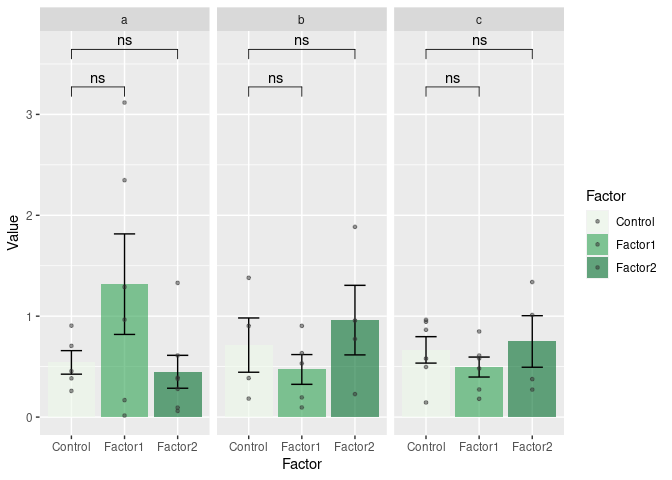 a b c
ns ns ns
ns ns ns
3
2
1
0
Value
Control Factor1 Factor2 Control Factor1 Factor2 Control Factor1 Factor2
Factor
Factor
Control
Factor1
Factor2